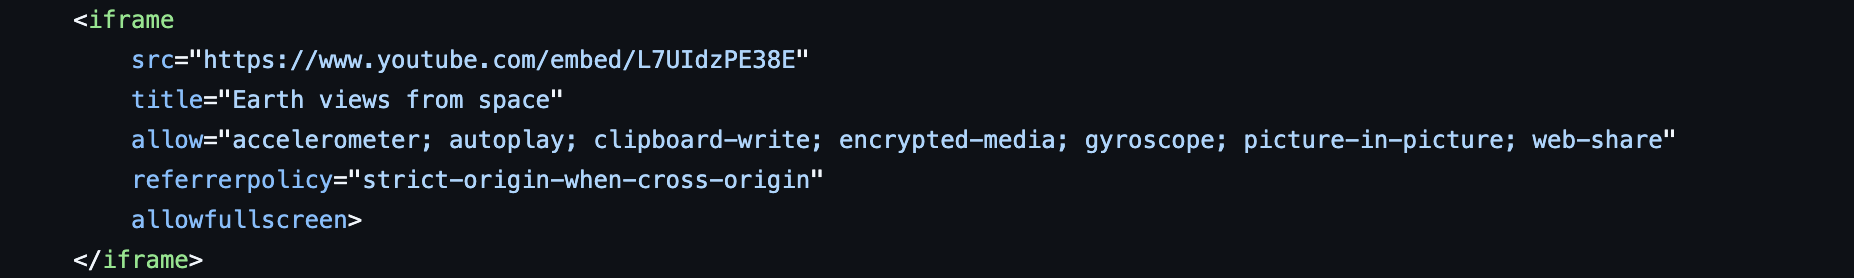 <iframe
src="https://www.youtube.com/embed/L7UIdzPE38E"
title="Earth views from space"
allow="accelerometer; autoplay; clipboard-write; encrypted-media; gyroscope; picture-in-picture; web-share"
referrerpolicy="strict-origin-when-cross-origin"
allowfullscreen>
</iframe>